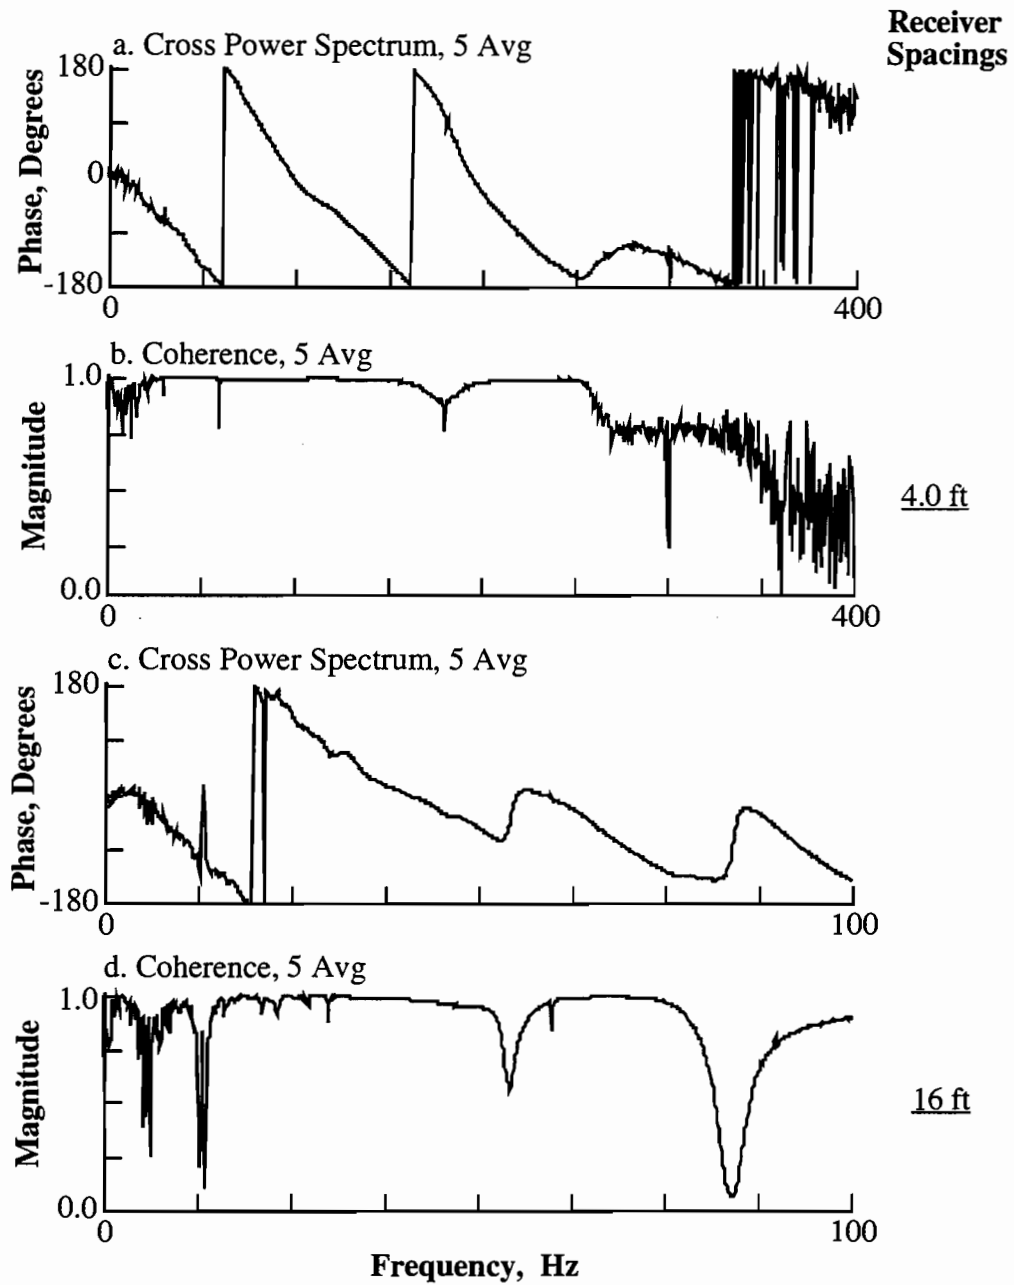 Receiver
Spacings
a. Cross Power Spectrum, 5 Avg
180
0
-180
Phase, Degrees
0
400
b. Coherence, 5 Avg
1.0
0.0
Magnitude
0
400
4.0 ft
c. Cross Power Spectrum, 5 Avg
180
-180
Phase, Degrees
0
100
d. Coherence, 5 Avg
1.0
0.0
Magnitude
0
100
16 ft
Frequency, Hz